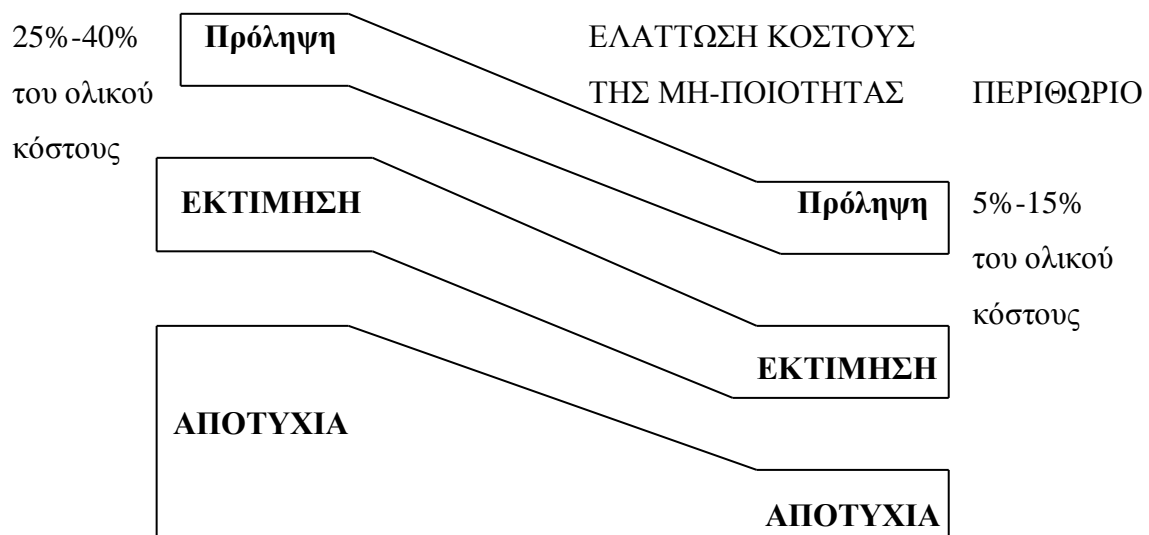 25%-40%
του ολικού
κόστους
Πρόληψη
ΕΛΑΤΤΩΣΗ ΚΟΣΤΟΥΣ
ΤΗΣ ΜΗ-ΠΟΙΟΤΗΤΑΣ
ΠΕΡΙΘΩΡΙΟ
ΕΚΤΙΜΗΣΗ
Πρόληψη
5%-15%
του ολικού
κόστους
ΕΚΤΙΜΗΣΗ
ΑΠΟΤΥΧΙΑ
ΑΠΟΤΥΧΙΑ